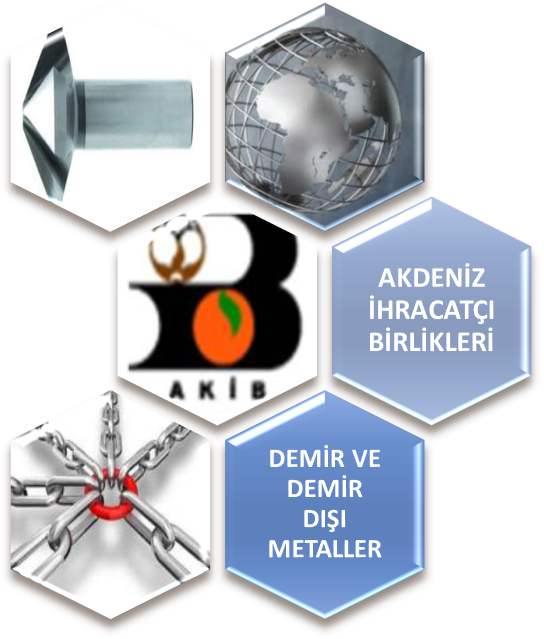 AKDENİZ
İHRACATÇI
BİRLİKLERİ
AKİB
DEMİR VE
DEMİR
DIŞI
METALLER